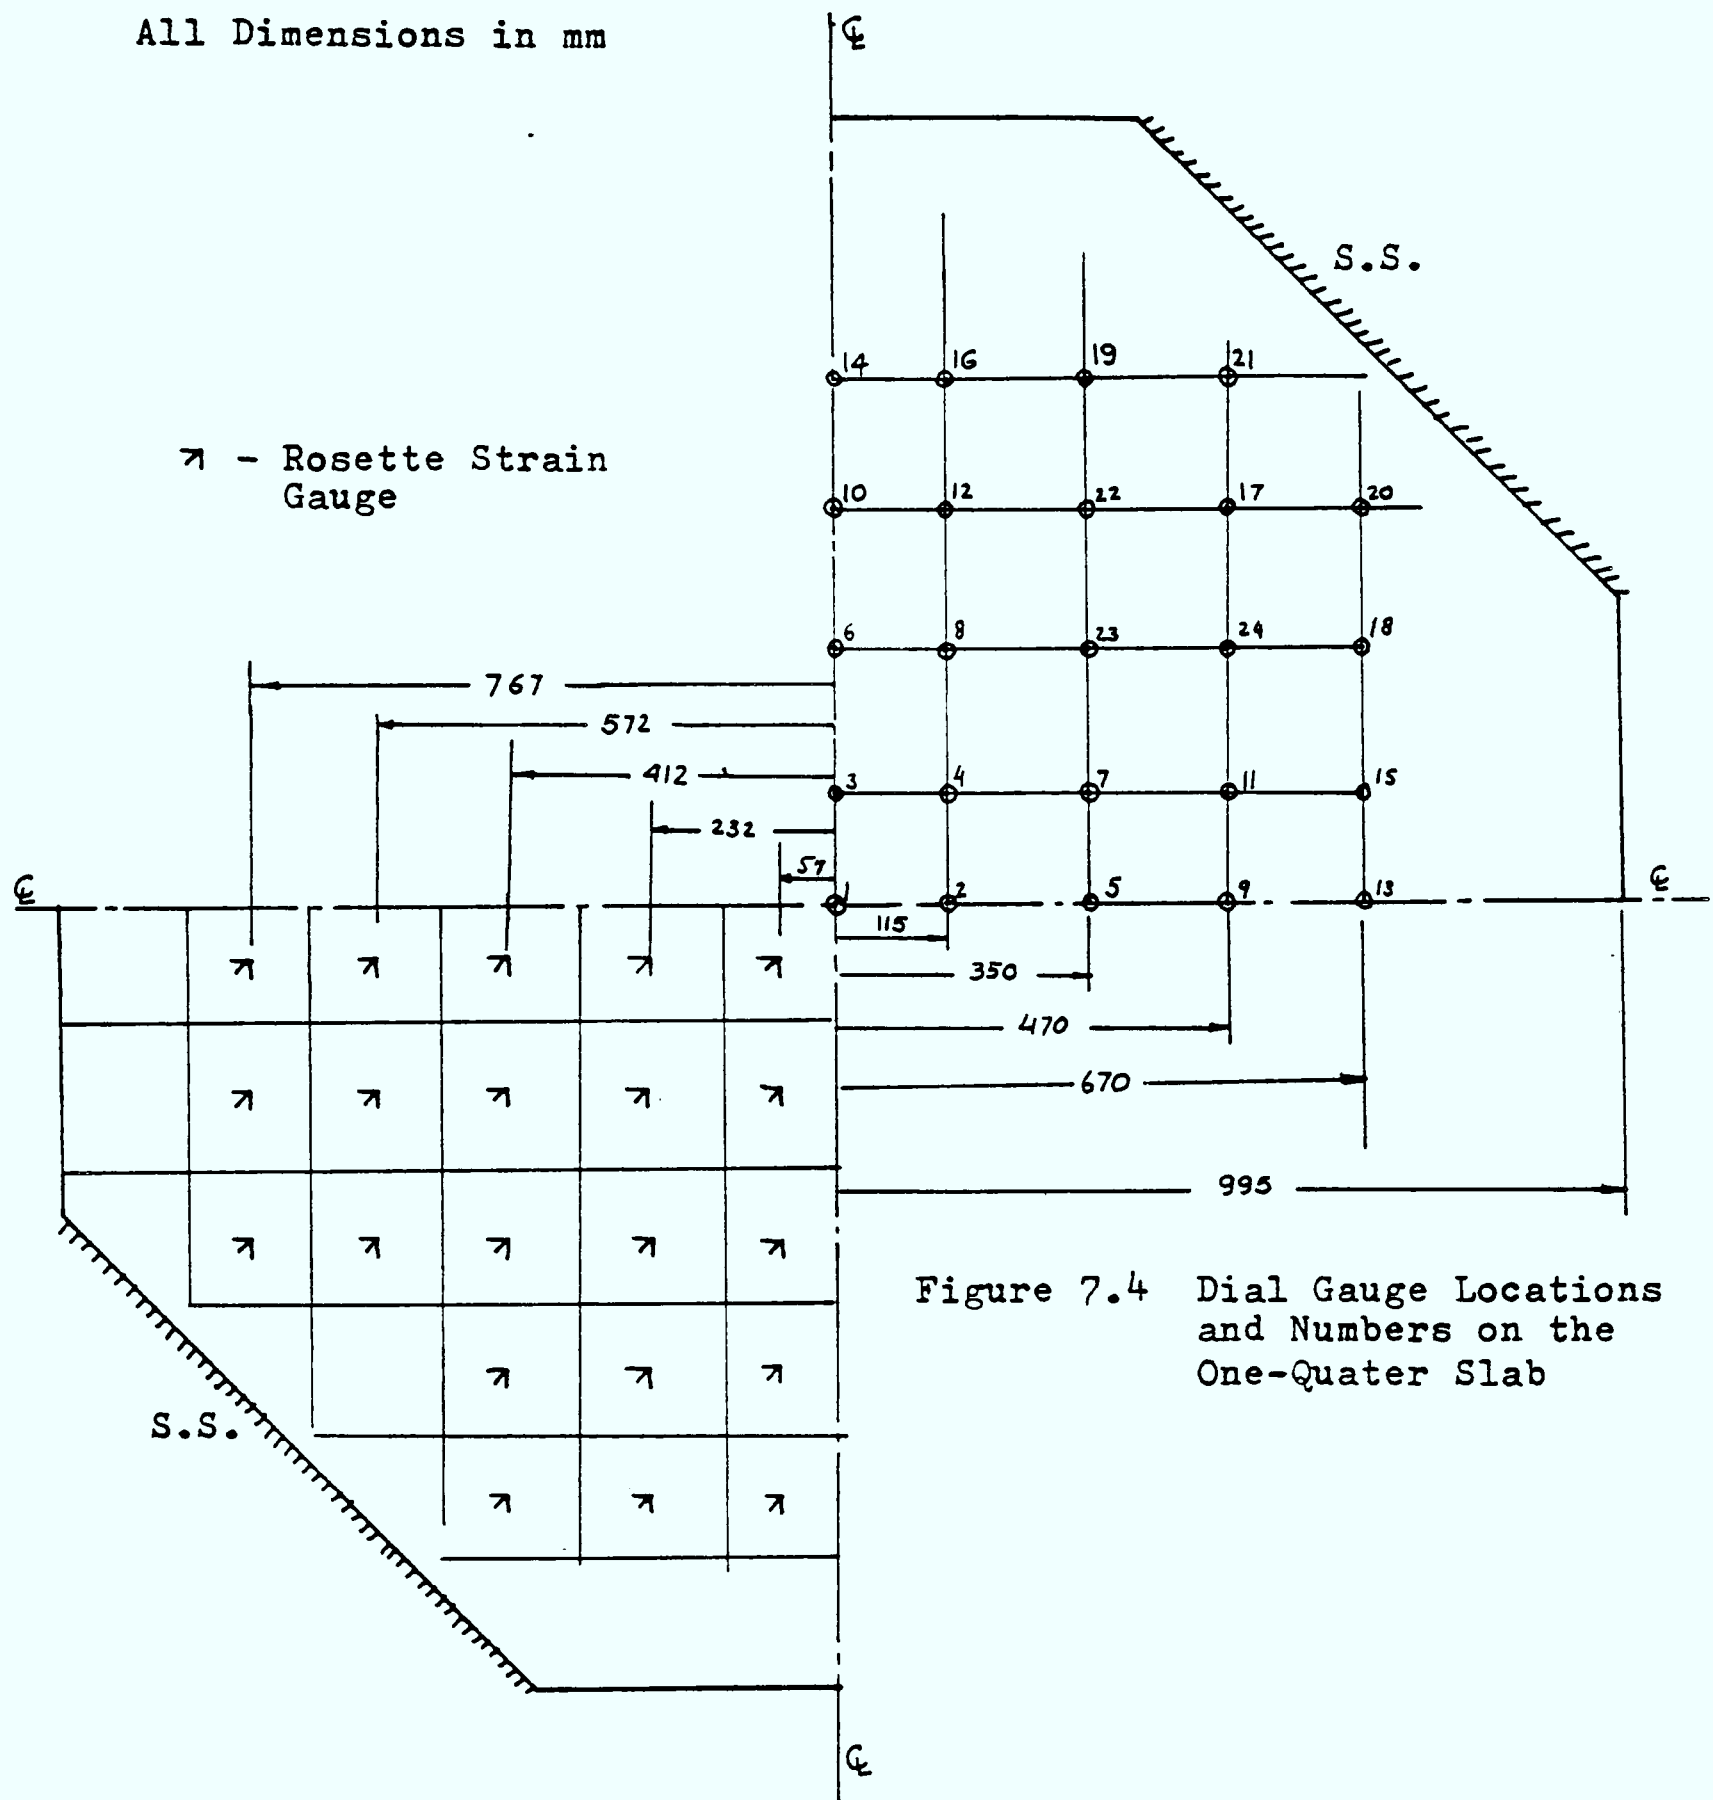 All Dimensions in mm
℄
S.S.
14 16 19 21
↗ - Rosette Strain
Gauge
10 12 22 17 20
6 8 23 24 18
767
572
412
3 4 7 11 15
232
57
℄ 1 2 5 9 13 ℄
115
350
470
670
995
Figure 7.4 Dial Gauge Locations
and Numbers on the
One-Quater Slab
S.S.
℄